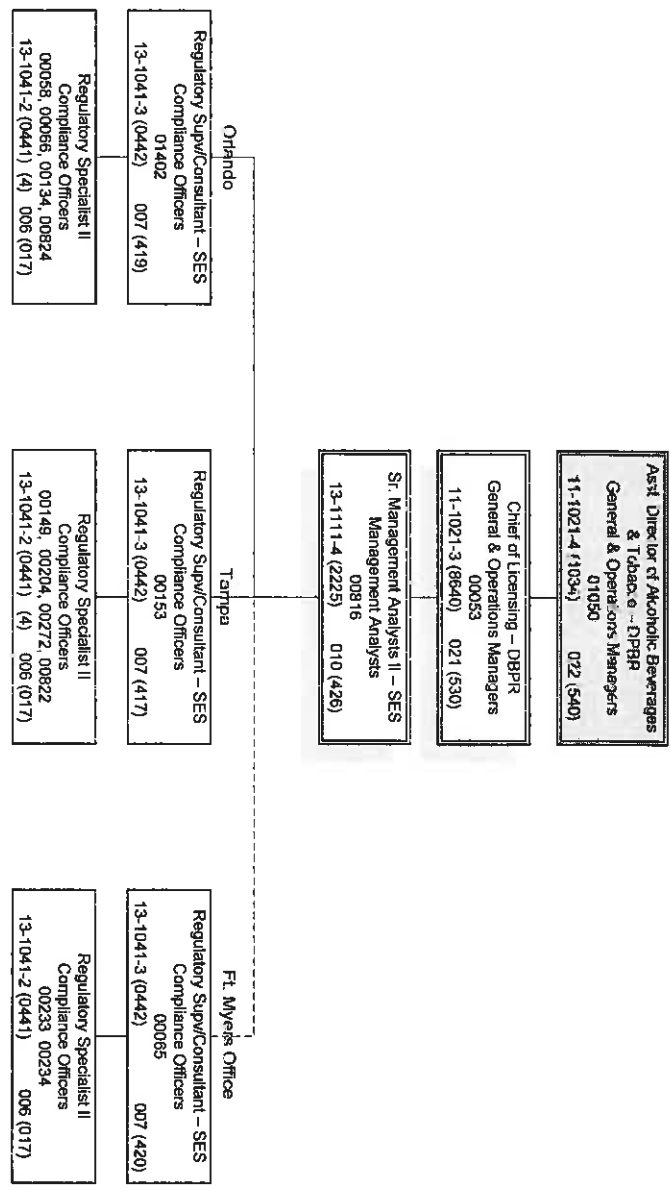 Asst. Director of Alcoholic Beverages
& Tobacco – DPBR
General & Operations Managers
01050
11-1021-4 (1034) 022 (540)
Chief of Licensing – DBPR
General & Operations Managers
00053
11-1021-3 (8640) 021 (530)
Sr. Management Analysts II – SES
Management Analysts
00816
13-1111-4 (2225) 010 (426)
Orlando
Regulatory Supv/Consultant – SES
Compliance Officers
01402
13-1041-3 (0442) 007 (419)
Regulatory Specialist II
Compliance Officers
00058, 00066, 00134, 00824
13-1041-2 (0441) (4) 006 (017)
Tampa
Regulatory Supv/Consultant – SES
Compliance Officers
00153
13-1041-3 (0442) 007 (417)
Regulatory Specialist II
Compliance Officers
00149, 00204, 00272, 00822
13-1041-2 (0441) (4) 006 (017)
Ft. Myers Office
Regulatory Supv/Consultant – SES
Compliance Officers
00065
13-1041-3 (0442) 007 (420)
Regulatory Specialist II
Compliance Officers
00233 00234
13-1041-2 (0441) 006 (017)